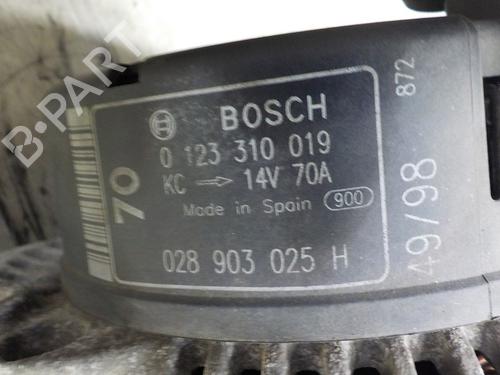 BOSCH
0 123 310 019
KC → 14V 70A
Made in Spain 900
028 903 025 H
70
872
49/98